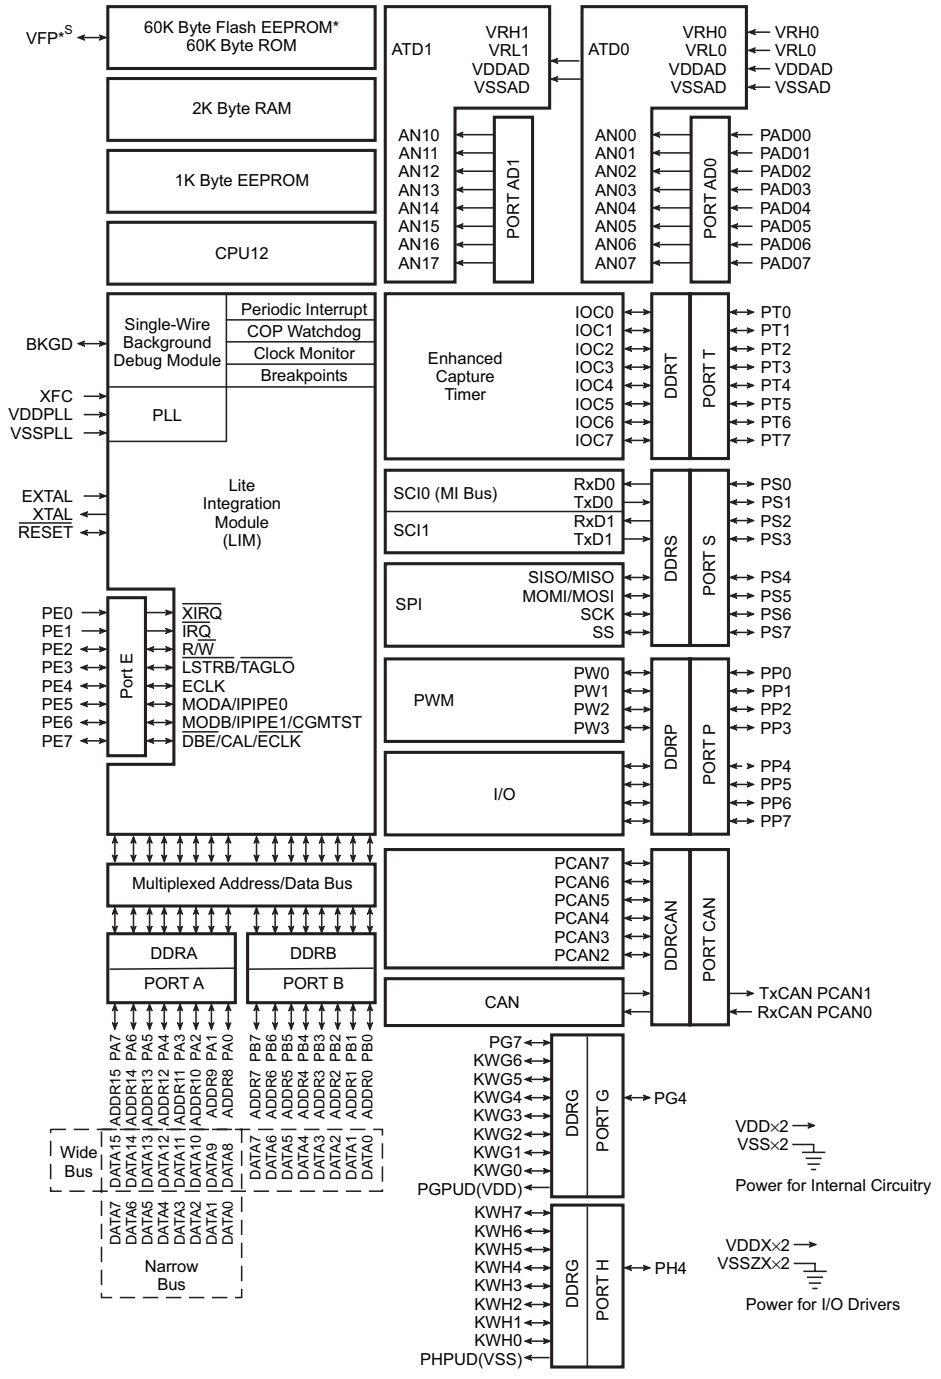 VFP*S
60K Byte Flash EEPROM*
60K Byte ROM
2K Byte RAM
1K Byte EEPROM
CPU12
ATD1
VRH1
VRL1
VDDAD
VSSAD
AN10
AN11
AN12
AN13
AN14
AN15
AN16
AN17
PORT AD1
ATD0
VRH0
VRL0
VDDAD
VSSAD
VRH0
VRL0
VDDAD
VSSAD
AN00
AN01
AN02
AN03
AN04
AN05
AN06
AN07
PORT AD0
PAD00
PAD01
PAD02
PAD03
PAD04
PAD05
PAD06
PAD07
BKGD
XFC
VDDPLL
VSSPLL
EXTAL
XTAL
RESET
Single-Wire
Background
Debug Module
Periodic Interrupt
COP Watchdog
Clock Monitor
Breakpoints
PLL
Lite
Integration
Module
(LIM)
PE0
PE1
PE2
PE3
PE4
PE5
PE6
PE7
Port E
XIRQ
IRQ
R/W
LSTRB/TAGLO
ECLK
MODA/IPIPE0
MODB/IPIPE1/CGMTST
DBE/CAL/ECLK
Enhanced
Capture
Timer
IOC0
IOC1
IOC2
IOC3
IOC4
IOC5
IOC6
IOC7
DDRT
PORT T
PT0
PT1
PT2
PT3
PT4
PT5
PT6
PT7
SCI0 (MI Bus)
SCI1
RxD0
TxD0
RxD1
TxD1
SPI
SISO/MISO
MOMI/MOSI
SCK
SS
DDRS
PORT S
PS0
PS1
PS2
PS3
PS4
PS5
PS6
PS7
PWM
PW0
PW1
PW2
PW3
I/O
DDRP
PORT P
PP0
PP1
PP2
PP3
PP4
PP5
PP6
PP7
PCAN7
PCAN6
PCAN5
PCAN4
PCAN3
PCAN2
CAN
DDRCAN
PORT CAN
TxCAN PCAN1
RxCAN PCAN0
Multiplexed Address/Data Bus
DDRA
PORT A
DDRB
PORT B
PA7
PA6
PA5
PA4
PA3
PA2
PA1
PA0
PB7
PB6
PB5
PB4
PB3
PB2
PB1
PB0
ADDR15
ADDR14
ADDR13
ADDR12
ADDR11
ADDR10
ADDR9
ADDR8
ADDR7
ADDR6
ADDR5
ADDR4
ADDR3
ADDR2
ADDR1
ADDR0
Wide
Bus
DATA15
DATA14
DATA13
DATA12
DATA11
DATA10
DATA9
DATA8
DATA7
DATA6
DATA5
DATA4
DATA3
DATA2
DATA1
DATA0
DATA7
DATA6
DATA5
DATA4
DATA3
DATA2
DATA1
DATA0
Narrow
Bus
PG7
KWG6
KWG5
KWG4
KWG3
KWG2
KWG1
KWG0
PGPUD(VDD)
DDRG
PORT G
PG4
KWH7
KWH6
KWH5
KWH4
KWH3
KWH2
KWH1
KWH0
PHPUD(VSS)
DDRG
PORT H
PH4
VDD×2
VSS×2
Power for Internal Circuitry
VDDX×2
VSSZX×2
Power for I/O Drivers